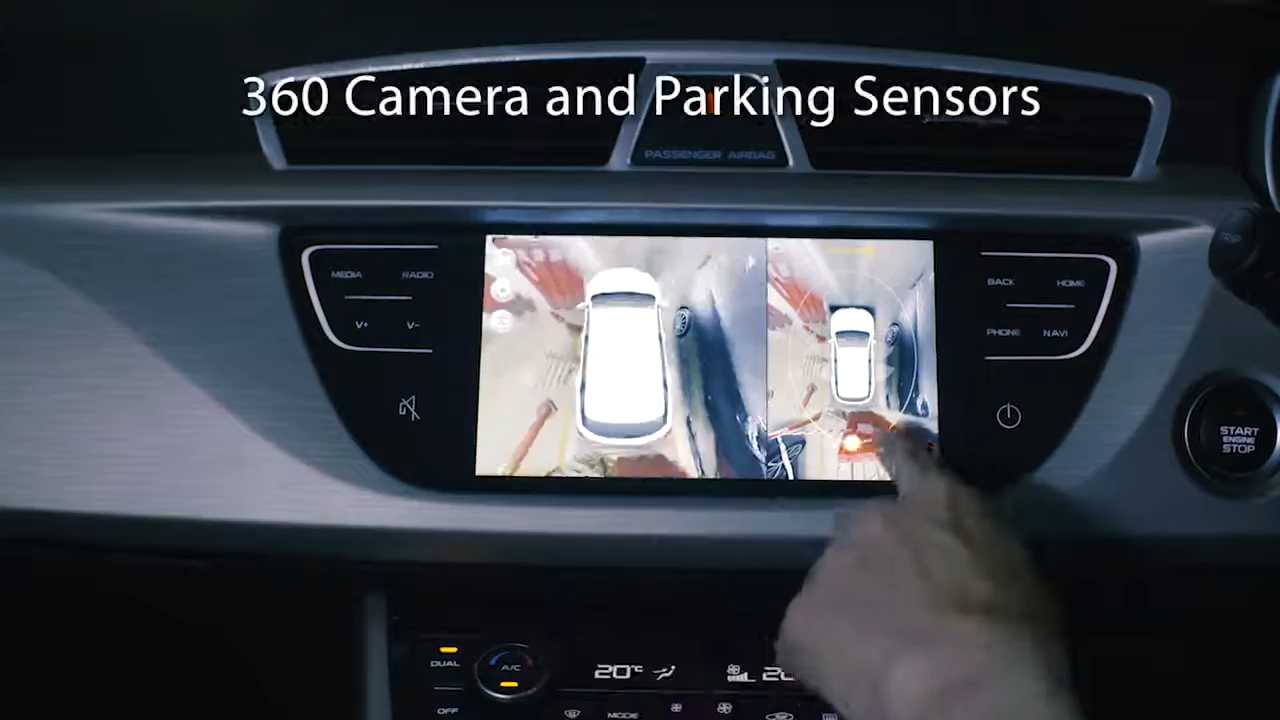 360 Camera and Parking Sensors
PASSENGER AIRBAG
MEDIA RADIO
V+ V-
BACK HOME
PHONE NAVI
TRIP
START
ENGINE
STOP
DUAL
A/C
20°C
OFF
MODE